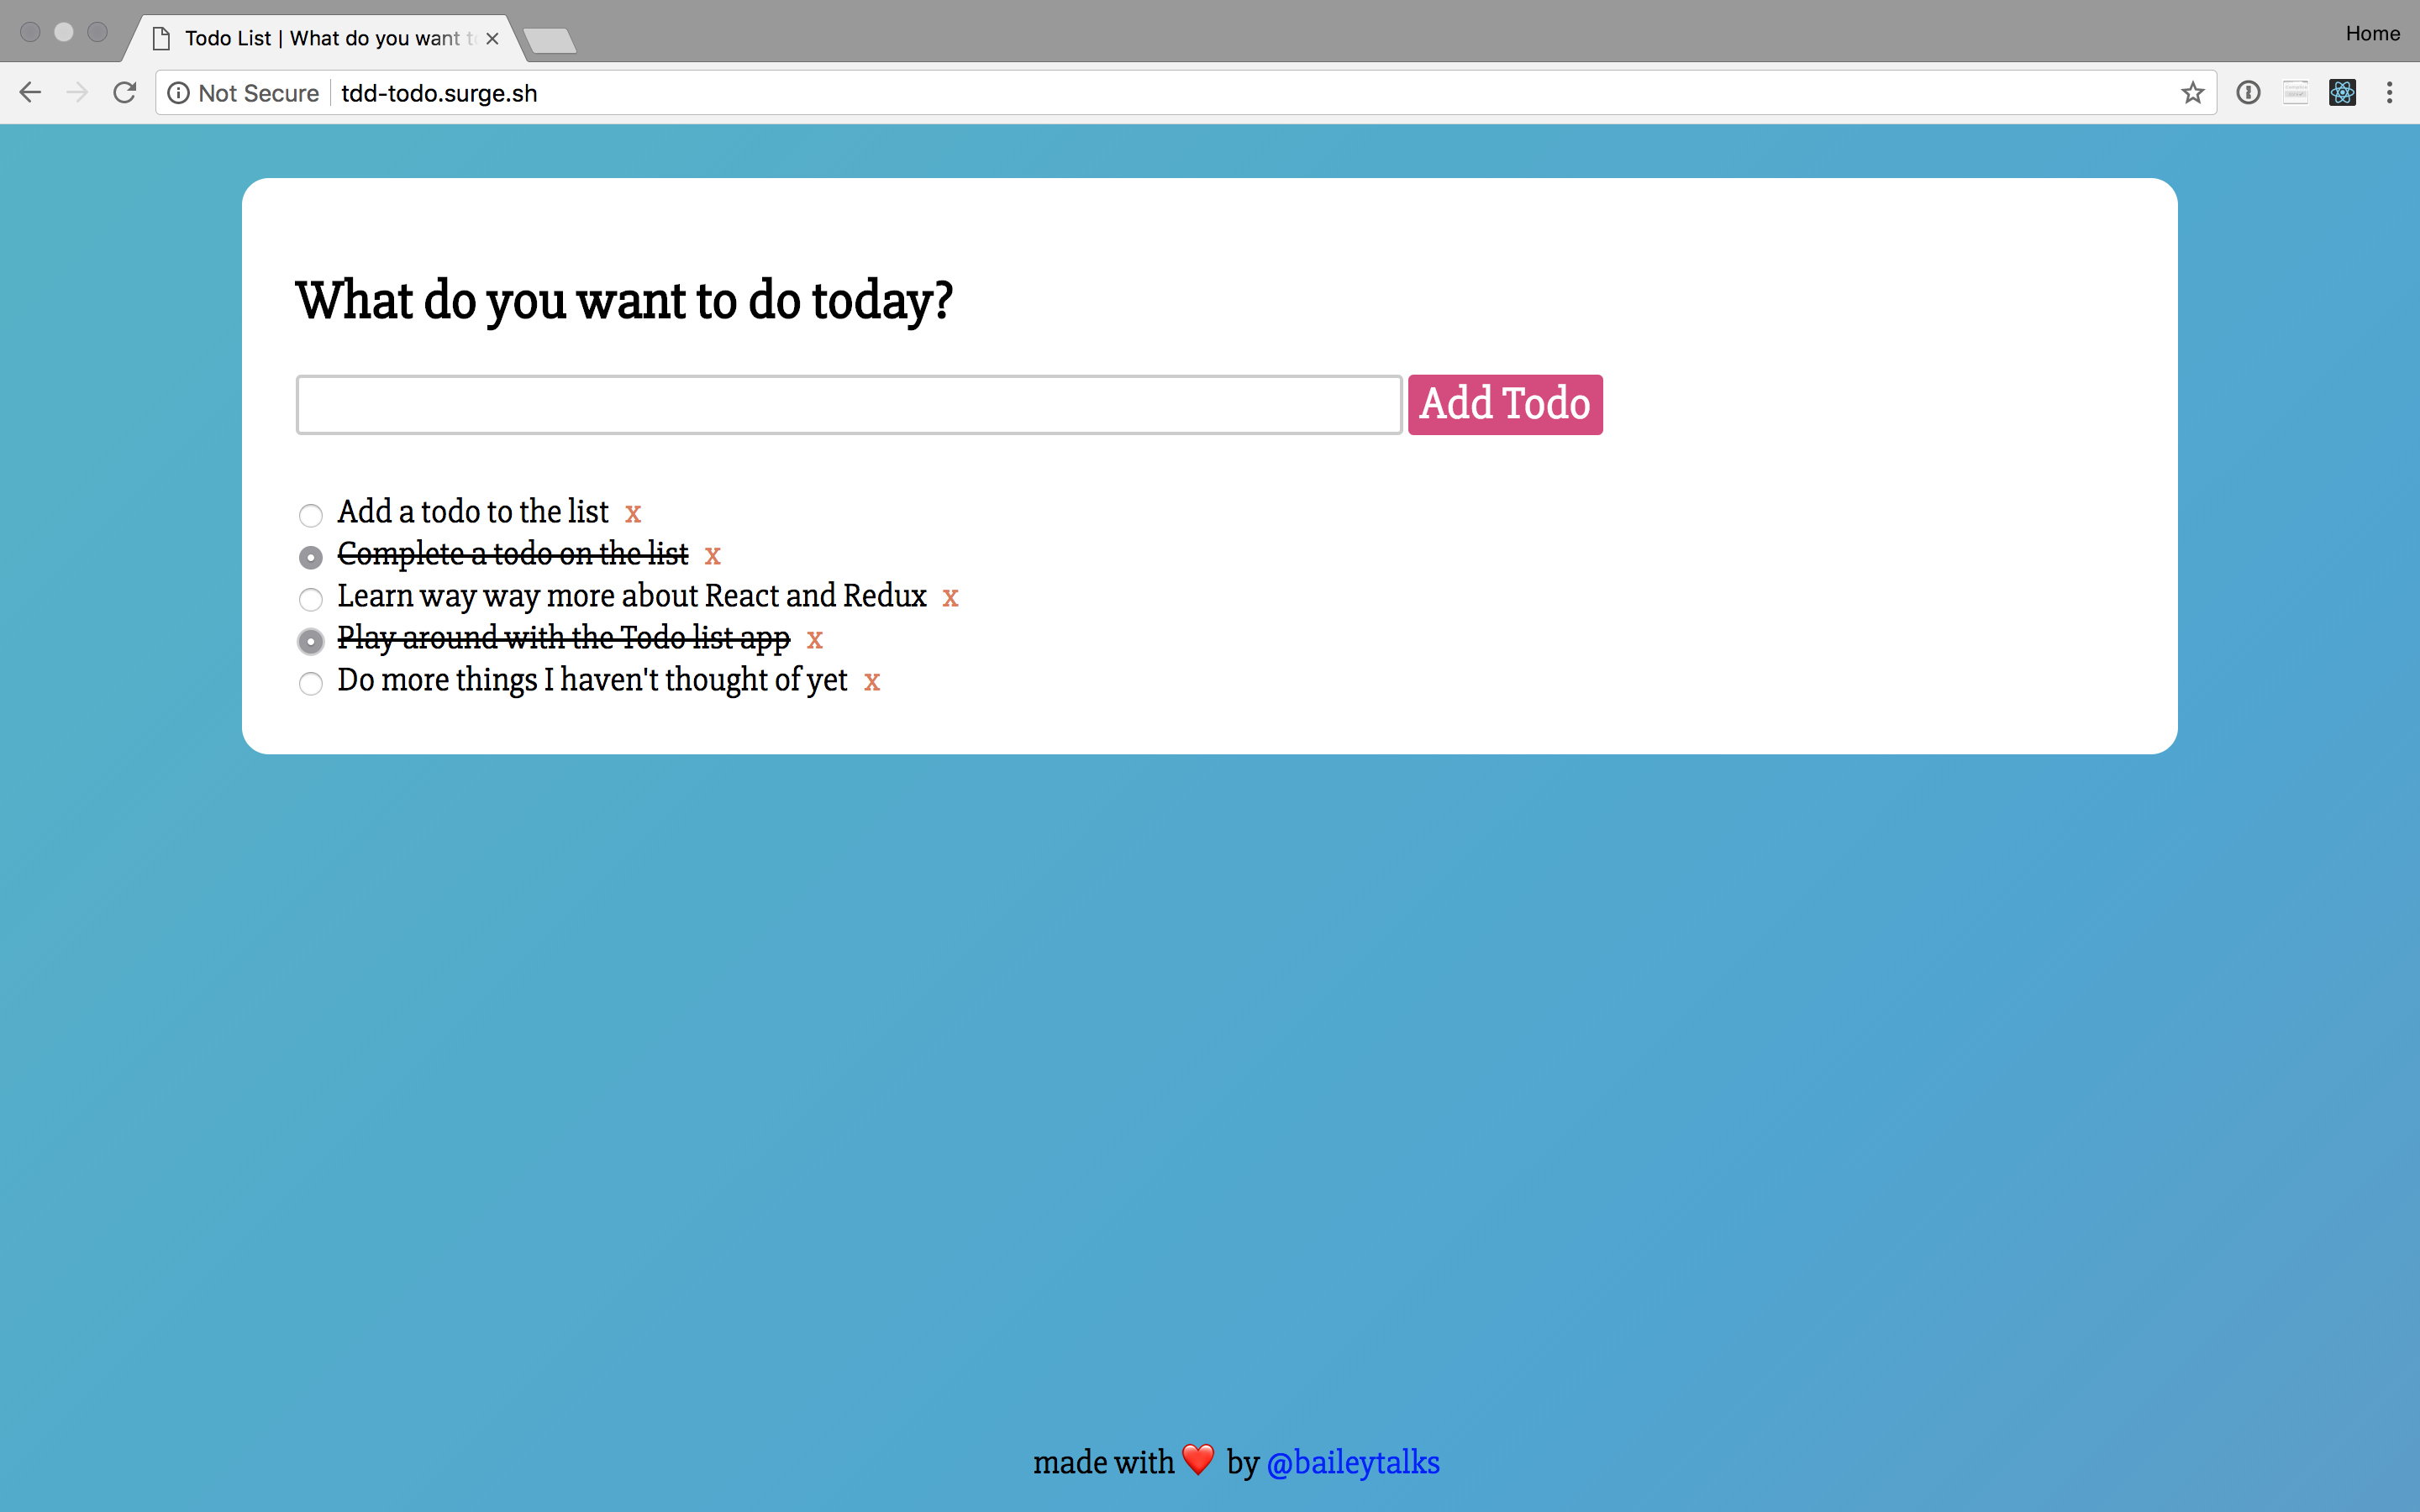 Todo List | What do you want t
Home
Not Secure
tdd-todo.surge.sh
What do you want to do today?
Add Todo
Add a todo to the list x
Complete a todo on the list x
Learn way way more about React and Redux x
Play around with the Todo list app x
Do more things I haven't thought of yet x
made with ❤️ by @baileytalks